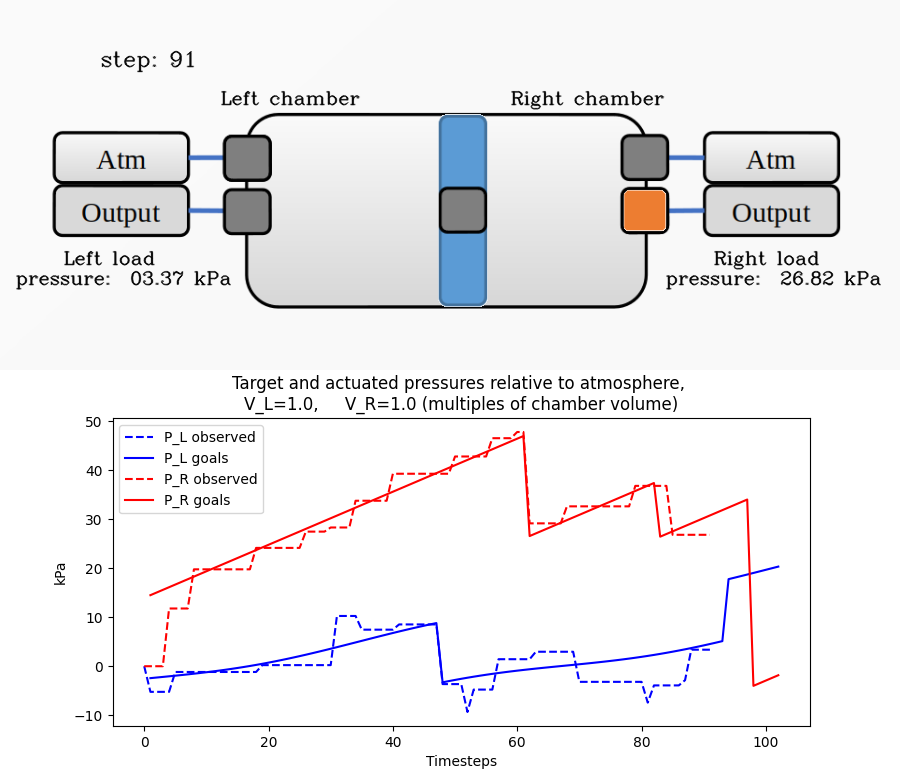 step: 91
Left chamber
Right chamber
Atm
Atm
Output
Output
Left load
pressure: 03.37 kPa
Right load
pressure: 26.82 kPa
Target and actuated pressures relative to atmosphere,
V_L=1.0, V_R=1.0 (multiples of chamber volume)
P_L observed
P_L goals
P_R observed
P_R goals
50
40
30
20
10
0
−10
kPa
0
20
40
60
80
100
Timesteps